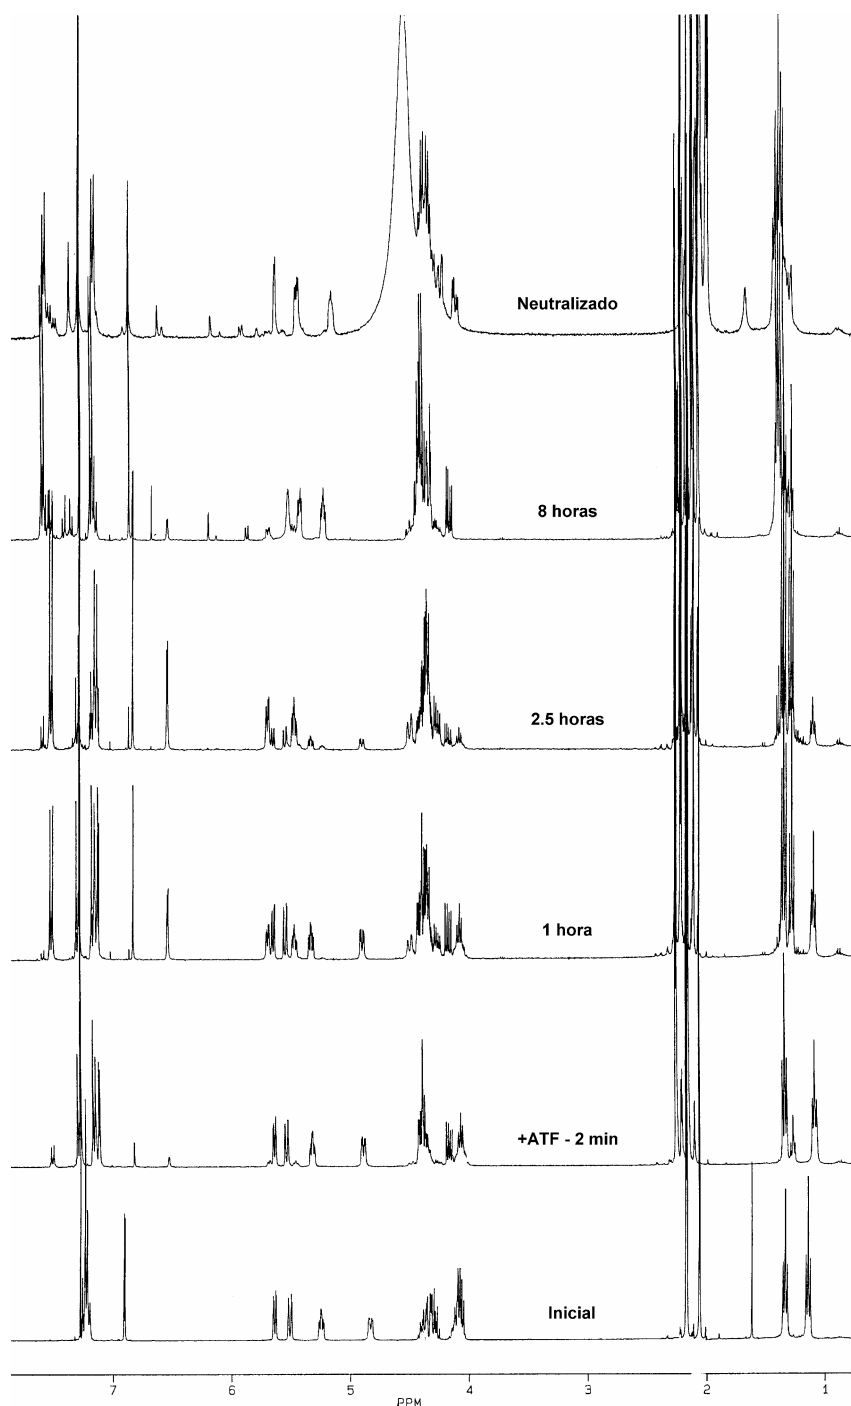 Neutralizado
8 horas
2.5 horas
1 hora
+ATF - 2 min
Inicial
7 6 5 4 3 2 1
PPM